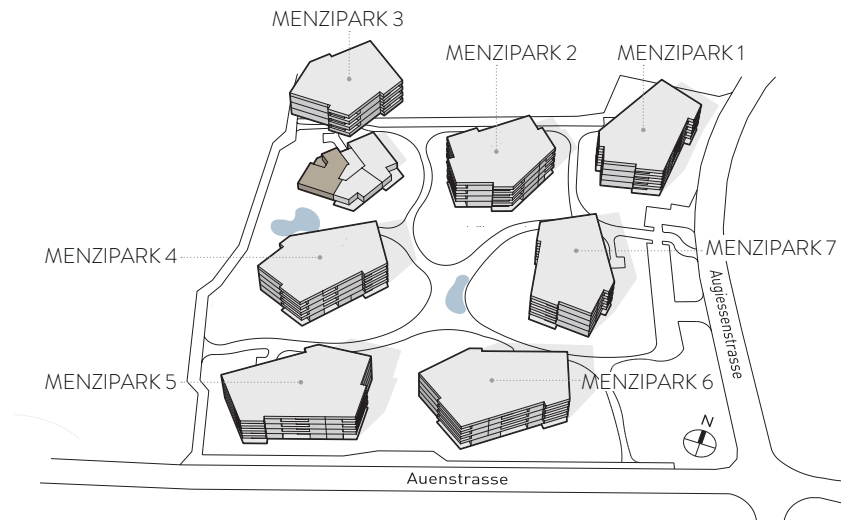 MENZIPARK 3
MENZIPARK 2
MENZIPARK 1
MENZIPARK 4
MENZIPARK 7
Augiessenstrasse
MENZIPARK 5
MENZIPARK 6
N
Auenstrasse